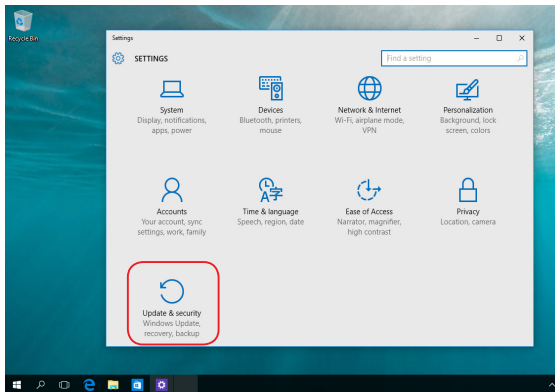 Recycle Bin
Settings
SETTINGS
Find a setting
System
Display, notifications,
apps, power
Devices
Bluetooth, printers,
mouse
Network & Internet
Wi-Fi, airplane mode,
VPN
Personalization
Background, lock
screen, colors
Accounts
Your account, sync
settings, work, family
Time & language
Speech, region, date
Ease of Access
Narrator, magnifier,
high contrast
Privacy
Location, camera
Update & security
Windows Update,
recovery, backup